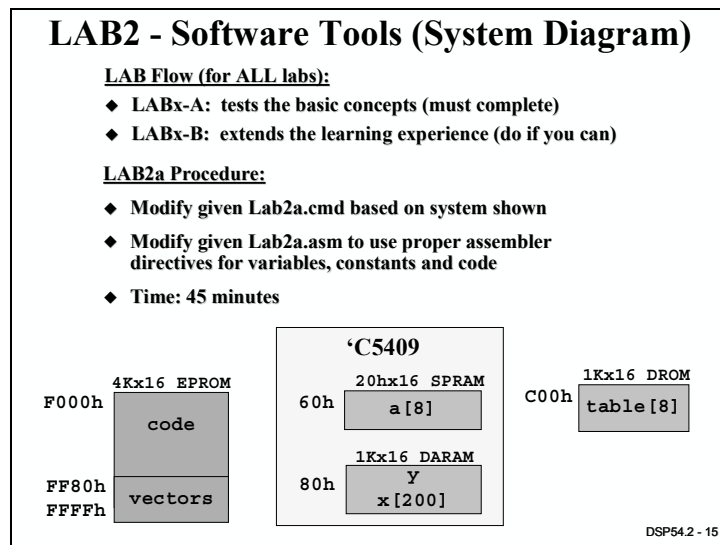 LAB2 - Software Tools (System Diagram)
LAB Flow (for ALL labs):
◆ LABx-A: tests the basic concepts (must complete)
◆ LABx-B: extends the learning experience (do if you can)
LAB2a Procedure:
◆ Modify given Lab2a.cmd based on system shown
◆ Modify given Lab2a.asm to use proper assembler
directives for variables, constants and code
◆ Time: 45 minutes
4Kx16 EPROM
F000h
code
FF80h
vectors
FFFFh
‘C5409
20hx16 SPRAM
60h
a[8]
1Kx16 DARAM
80h
y
x[200]
1Kx16 DROM
C00h
table[8]
DSP54.2 - 15